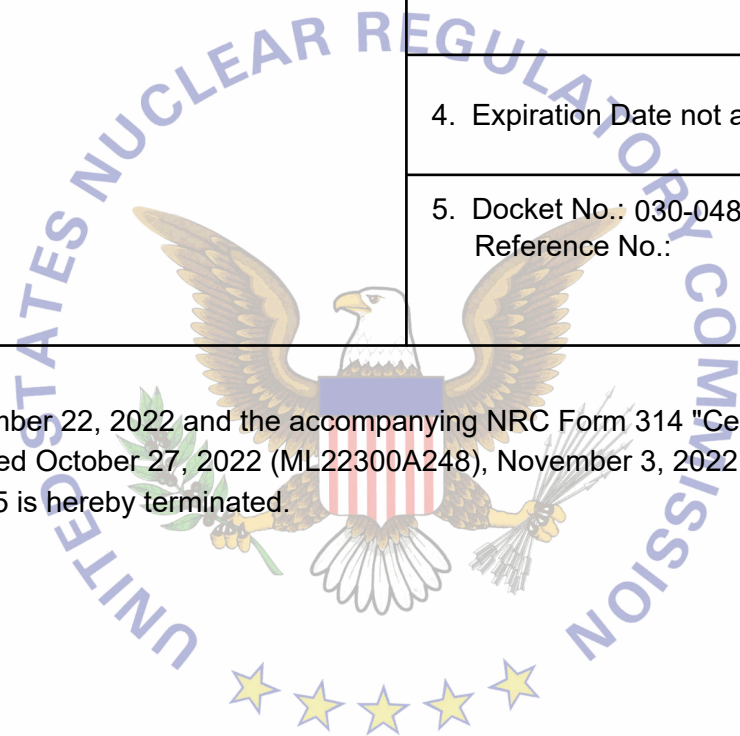 UNITED STATES NUCLEAR REGULATORY COMMISSION
4. Expiration Date not a
5. Docket No.: 030-048
Reference No.:
mber 22, 2022 and the accompanying NRC Form 314 "Ce
ed October 27, 2022 (ML22300A248), November 3, 2022
5 is hereby terminated.